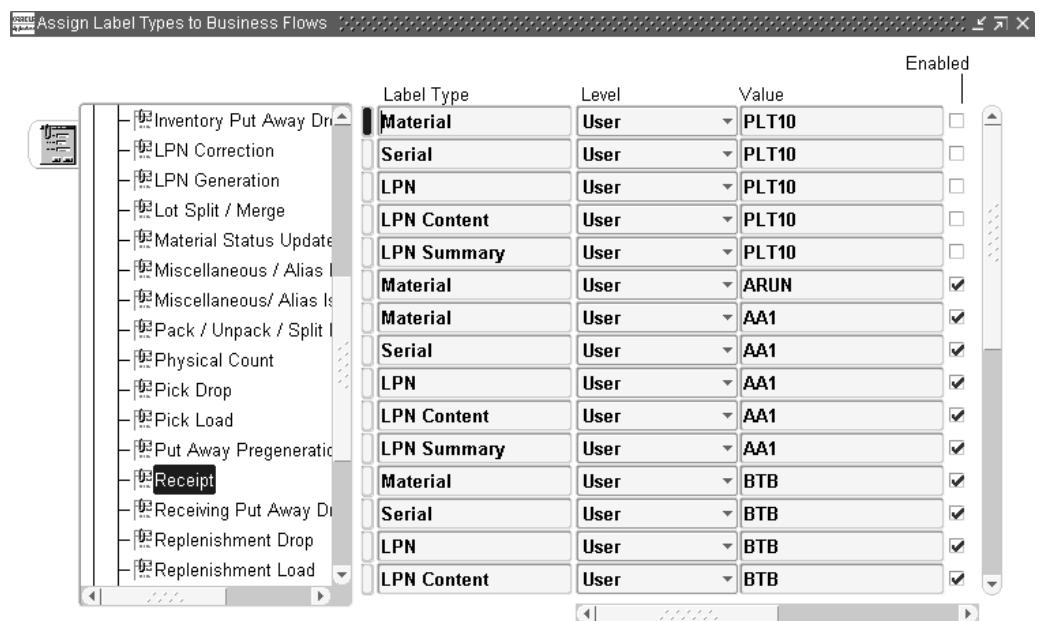 Assign Label Types to Business Flows
Enabled
Label Type Level Value
Inventory Put Away Dr
LPN Correction
LPN Generation
Lot Split / Merge
Material Status Update
Miscellaneous / Alias
Miscellaneous/ Alias Is
Pack / Unpack / Split
Physical Count
Pick Drop
Pick Load
Put Away Pregeneratio
Receipt
Receiving Put Away D
Replenishment Drop
Replenishment Load
Material User PLT10
Serial User PLT10
LPN User PLT10
LPN Content User PLT10
LPN Summary User PLT10
Material User ARUN
Material User AA1
Serial User AA1
LPN User AA1
LPN Content User AA1
LPN Summary User AA1
Material User BTB
Serial User BTB
LPN User BTB
LPN Content User BTB